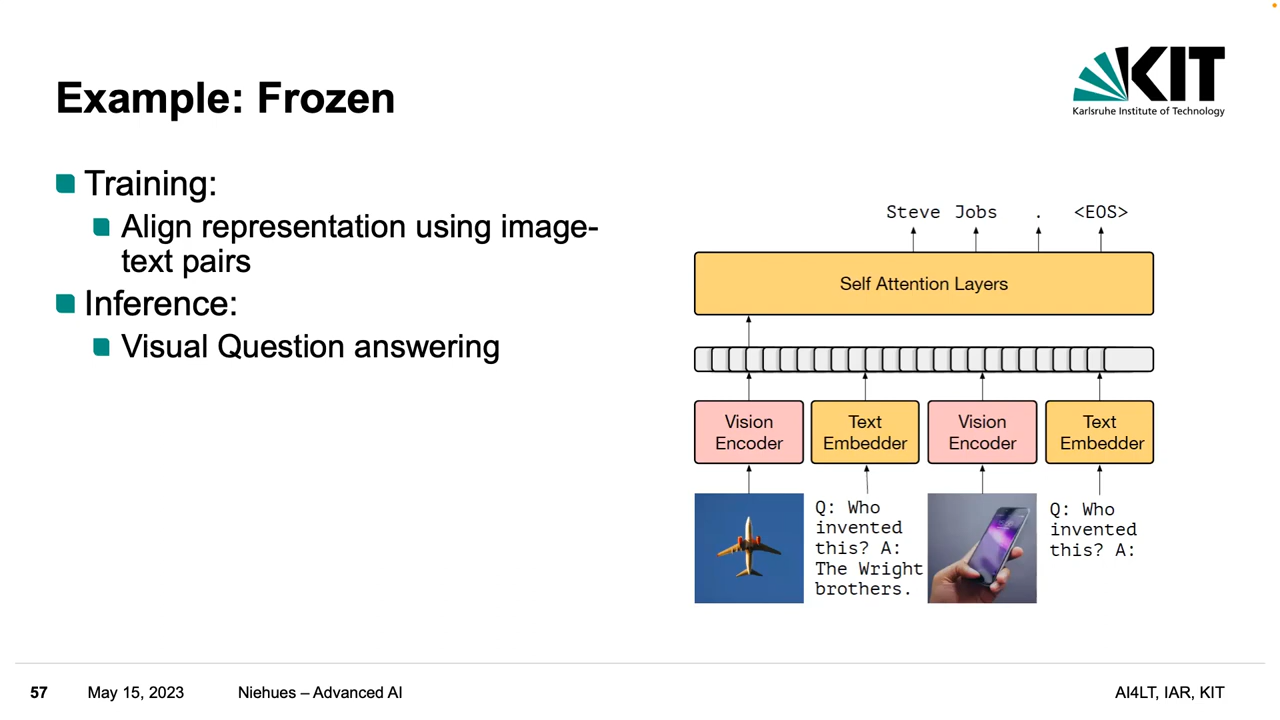 KIT
Karlsruhe Institute of Technology
Example: Frozen
Training:
Align representation using image-
text pairs
Inference:
Visual Question answering
Steve Jobs . <EOS>
Self Attention Layers
Vision
Encoder
Text
Embedder
Vision
Encoder
Text
Embedder
Q: Who
invented
this? A:
The Wright
brothers.
Q: Who
invented
this? A:
57 May 15, 2023 Niehues – Advanced AI AI4LT, IAR, KIT